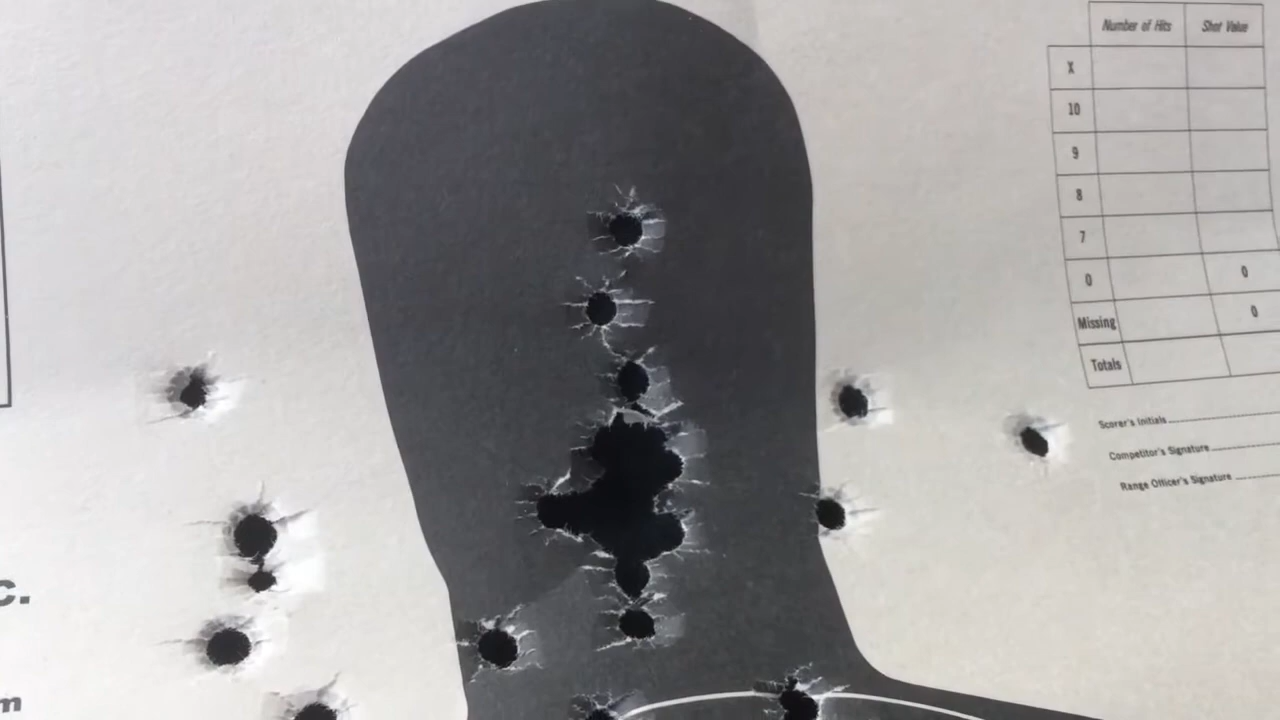 Number of Hits Shot Value
X
10
9
8
7
0 0
Missing 0
Totals
Scorer's Initials
Competitor's Signature
Range Officer's Signature
c.
m